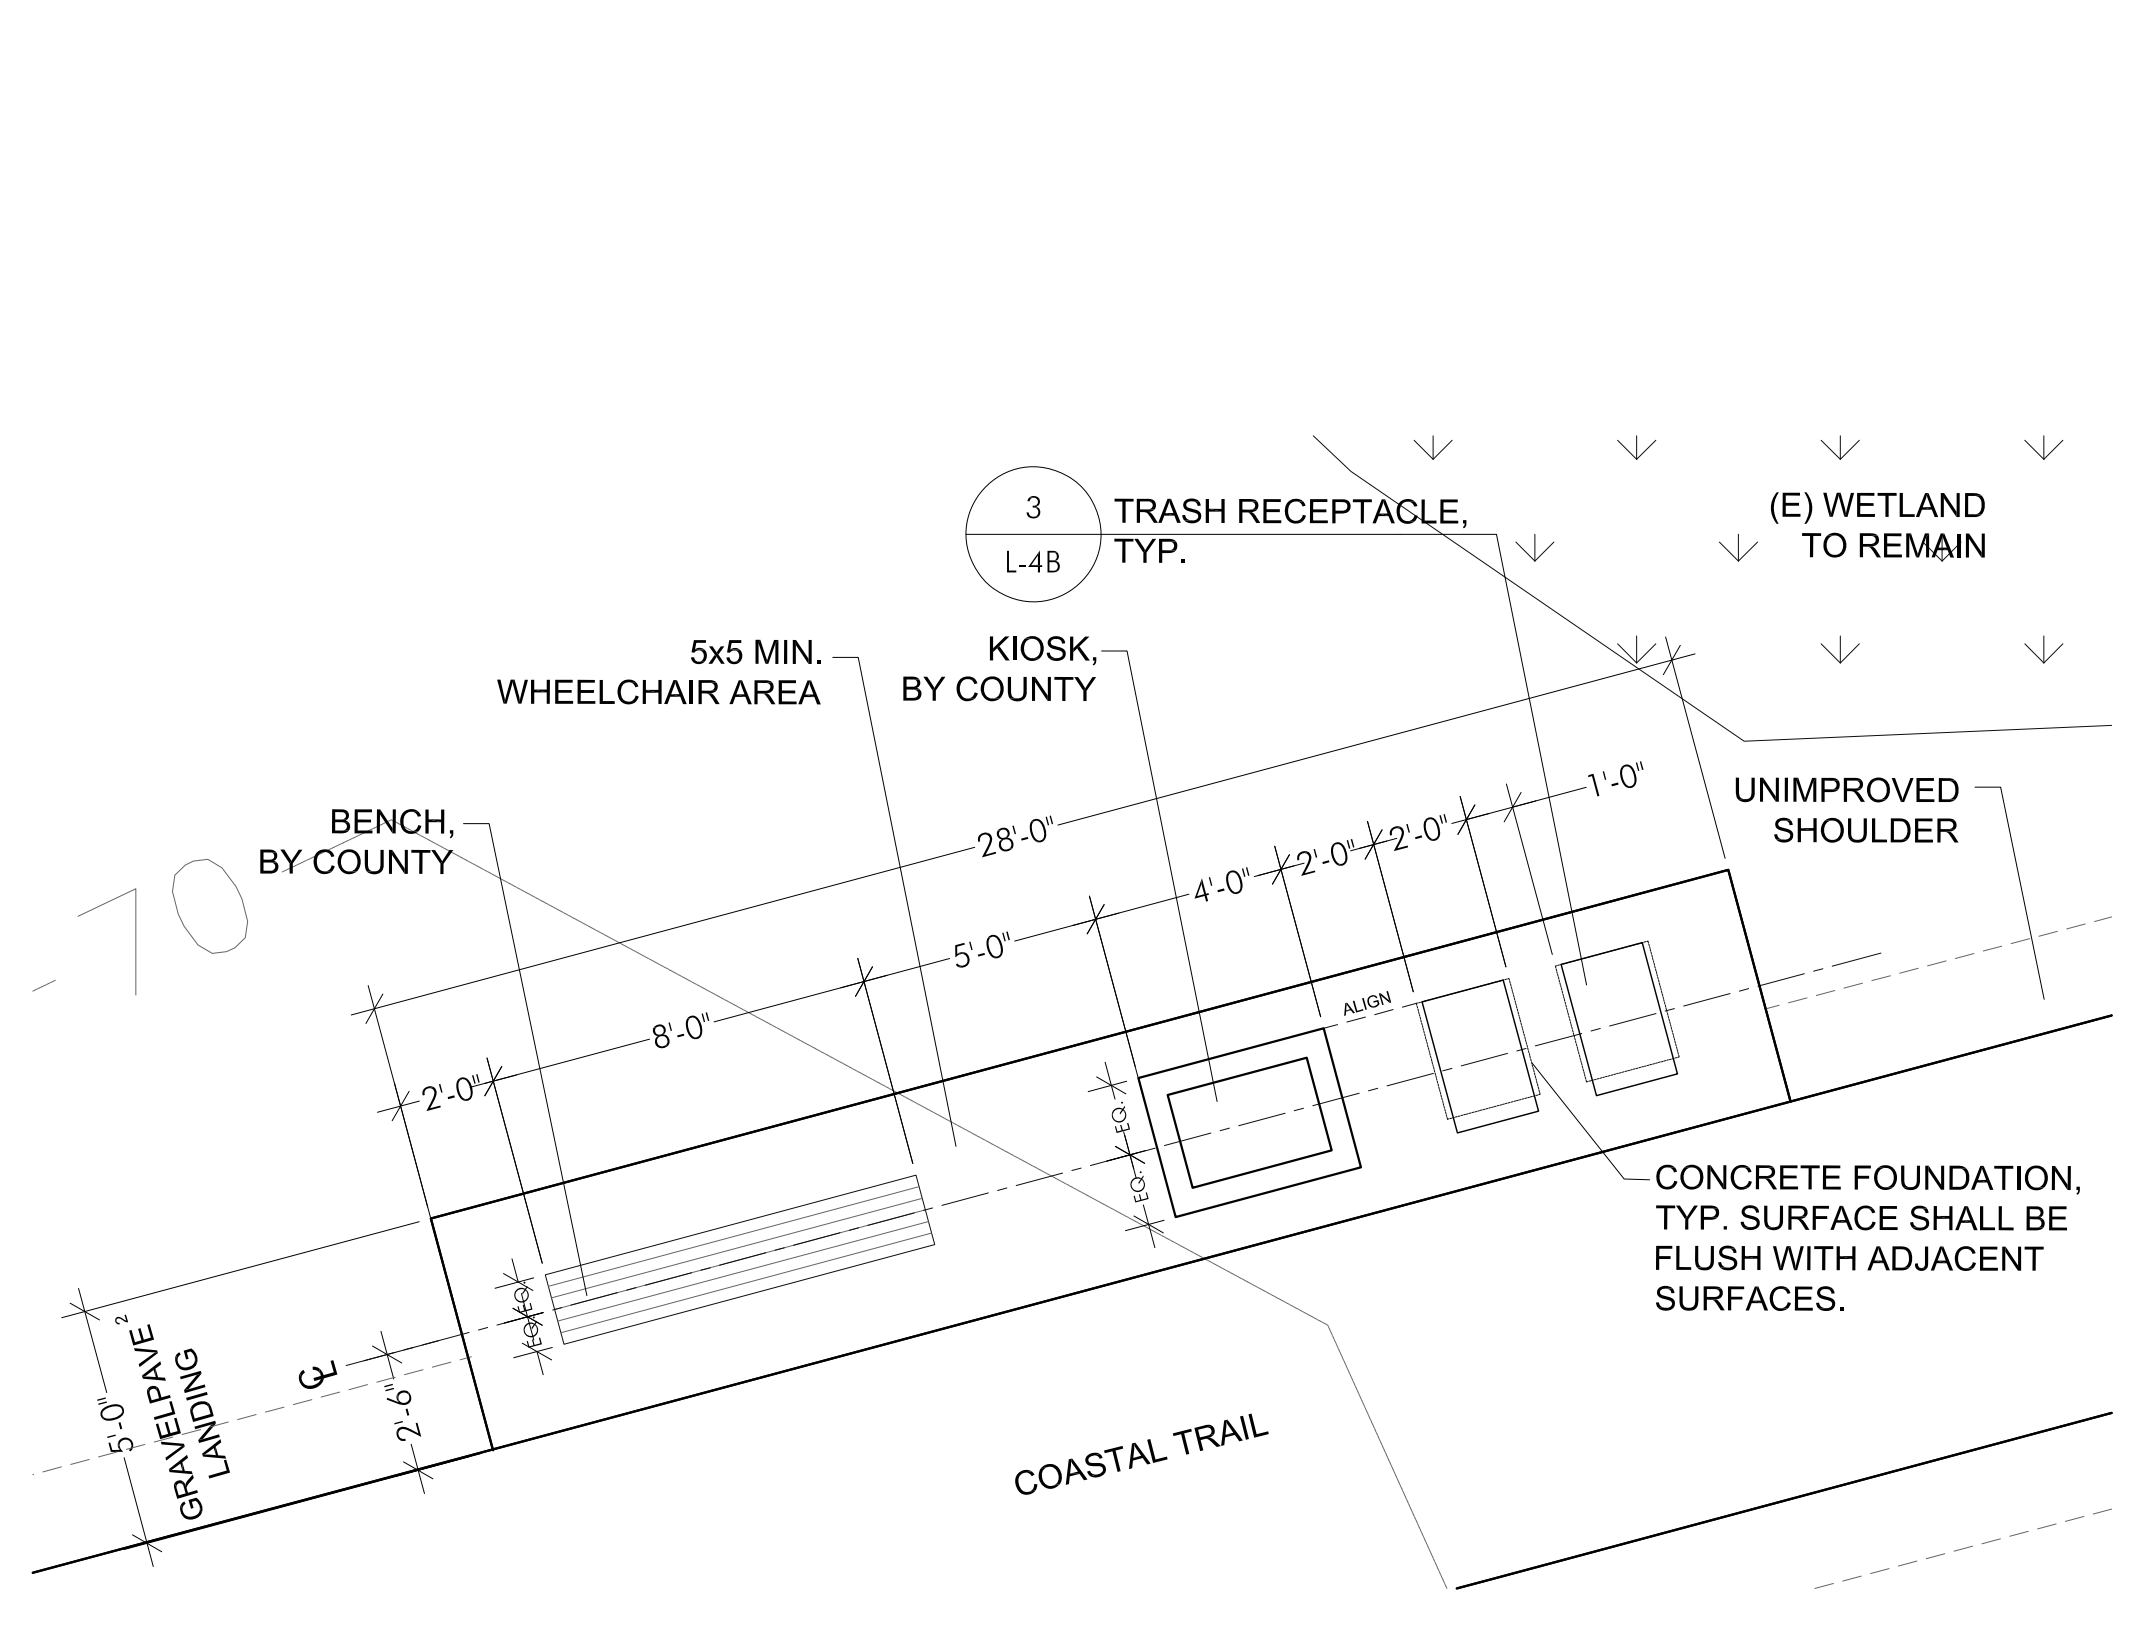 3
L-4B
TRASH RECEPTACLE,
TYP.
(E) WETLAND
TO REMAIN
5x5 MIN.
WHEELCHAIR AREA
KIOSK,
BY COUNTY
BENCH,
BY COUNTY
UNIMPROVED
SHOULDER
28'-0"
1'-0"
2'-0"
2'-0"
4'-0"
5'-0"
8'-0"
2'-0"
70
ALIGN
EQ.
EQ.
EQ.
EQ.
CONCRETE FOUNDATION,
TYP. SURFACE SHALL BE
FLUSH WITH ADJACENT
SURFACES.
CL
2'-6"
5'-0"
GRAVELPAVE 2
LANDING
COASTAL TRAIL